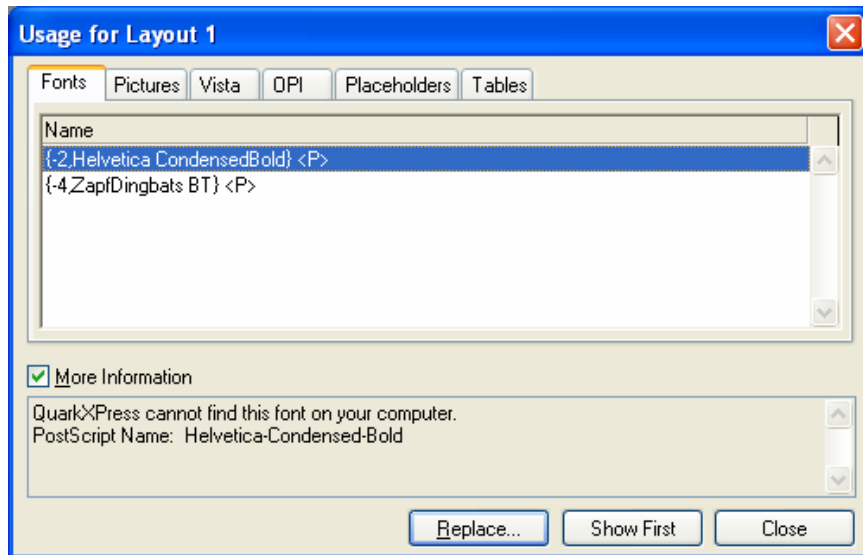 Usage for Layout 1
Fonts Pictures Vista OPI Placeholders Tables
Name
{-2,Helvetica CondensedBold} <P>
{-4,ZapfDingbats BT} <P>
More Information
QuarkXPress cannot find this font on your computer.
PostScript Name: Helvetica-Condensed-Bold
Replace... Show First Close